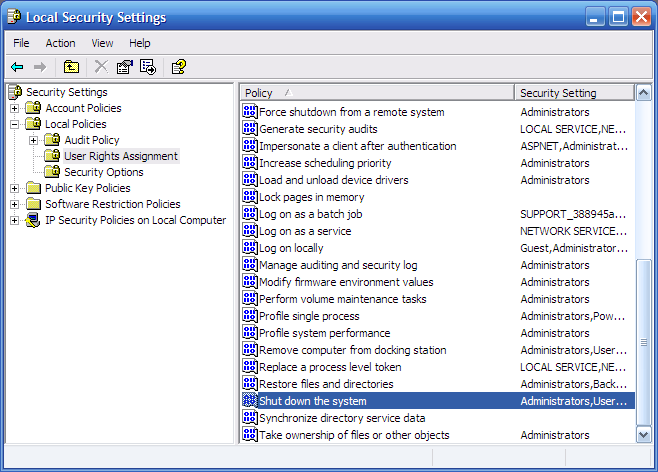 Local Security Settings
File Action View Help
Security Settings
Account Policies
Local Policies
Audit Policy
User Rights Assignment
Security Options
Public Key Policies
Software Restriction Policies
IP Security Policies on Local Computer
Policy Security Setting
Force shutdown from a remote system Administrators
Generate security audits LOCAL SERVICE,NE...
Impersonate a client after authentication ASPNET,Administrat...
Increase scheduling priority Administrators
Load and unload device drivers Administrators
Lock pages in memory
Log on as a batch job SUPPORT_388945a...
Log on as a service NETWORK SERVICE...
Log on locally Guest,Administrator...
Manage auditing and security log Administrators
Modify firmware environment values Administrators
Perform volume maintenance tasks Administrators
Profile single process Administrators,Pow...
Profile system performance Administrators
Remove computer from docking station Administrators,User...
Replace a process level token LOCAL SERVICE,NE...
Restore files and directories Administrators,Back...
Shut down the system Administrators,User...
Synchronize directory service data
Take ownership of files or other objects Administrators